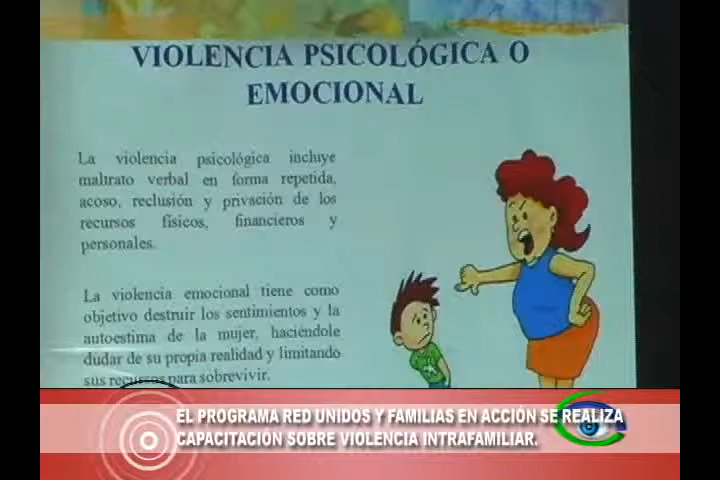 VIOLENCIA PSICOLÓGICA O
EMOCIONAL
La violencia psicológica incluye
maltrato verbal en forma repetida,
acoso, reclusión y privación de los
recursos físicos, financieros y
personales.
La violencia emocional tiene como
objetivo destruir los sentimientos y la
autoestima de la mujer, haciéndole
dudar de su propia realidad y limitando
sus recursos para sobrevivir.
EL PROGRAMA RED UNIDOS Y FAMILIAS EN ACCIÓN SE REALIZA
CAPACITACIÓN SOBRE VIOLENCIA INTRAFAMILIAR.